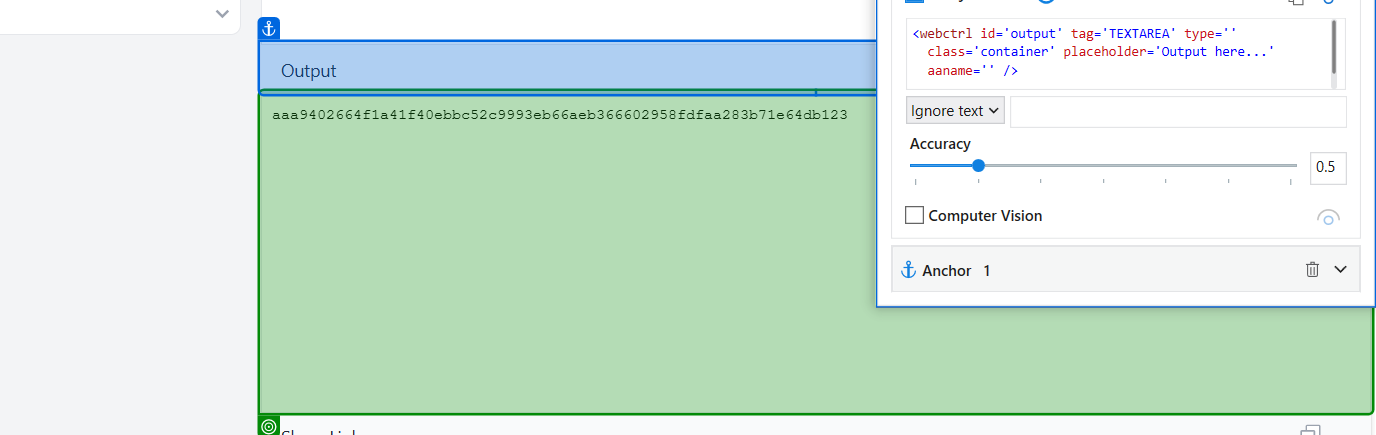 Output
aaa9402664f1a41f40ebbc52c9993eb66aeb366602958fdfaa283b71e64db123
<webctrl id='output' tag='TEXTAREA' type=''
class='container' placeholder='Output here...'
aaname='' />
Ignore text
Accuracy
0.5
Computer Vision
Anchor 1